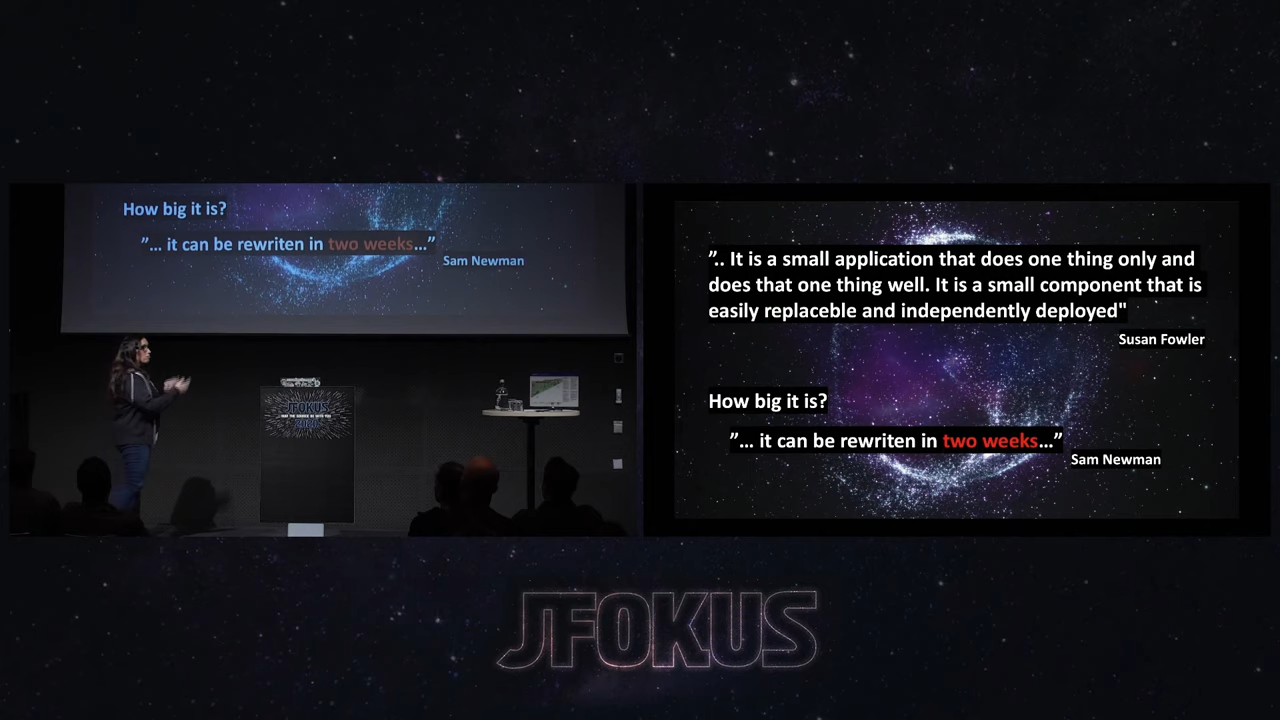 How big it is?
”... it can be rewriten in two weeks...”
Sam Newman
JFOKUS
2020
”.. It is a small application that does one thing only and
does that one thing well. It is a small component that is
easily replaceble and independently deployed"
Susan Fowler
How big it is?
”... it can be rewriten in two weeks...”
Sam Newman
JFOKUS